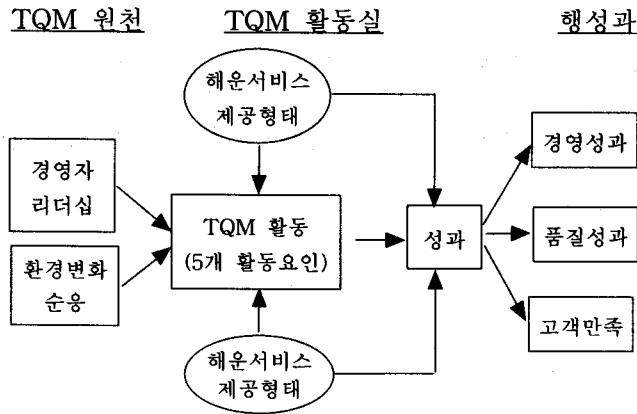 TQM 원천 TQM 활동실 행성과
해운서비스
제공형태
경영자
리더십
환경변화
순응
TQM 활동
(5개 활동요인)
성과
경영성과
품질성과
고객만족
해운서비스
제공형태